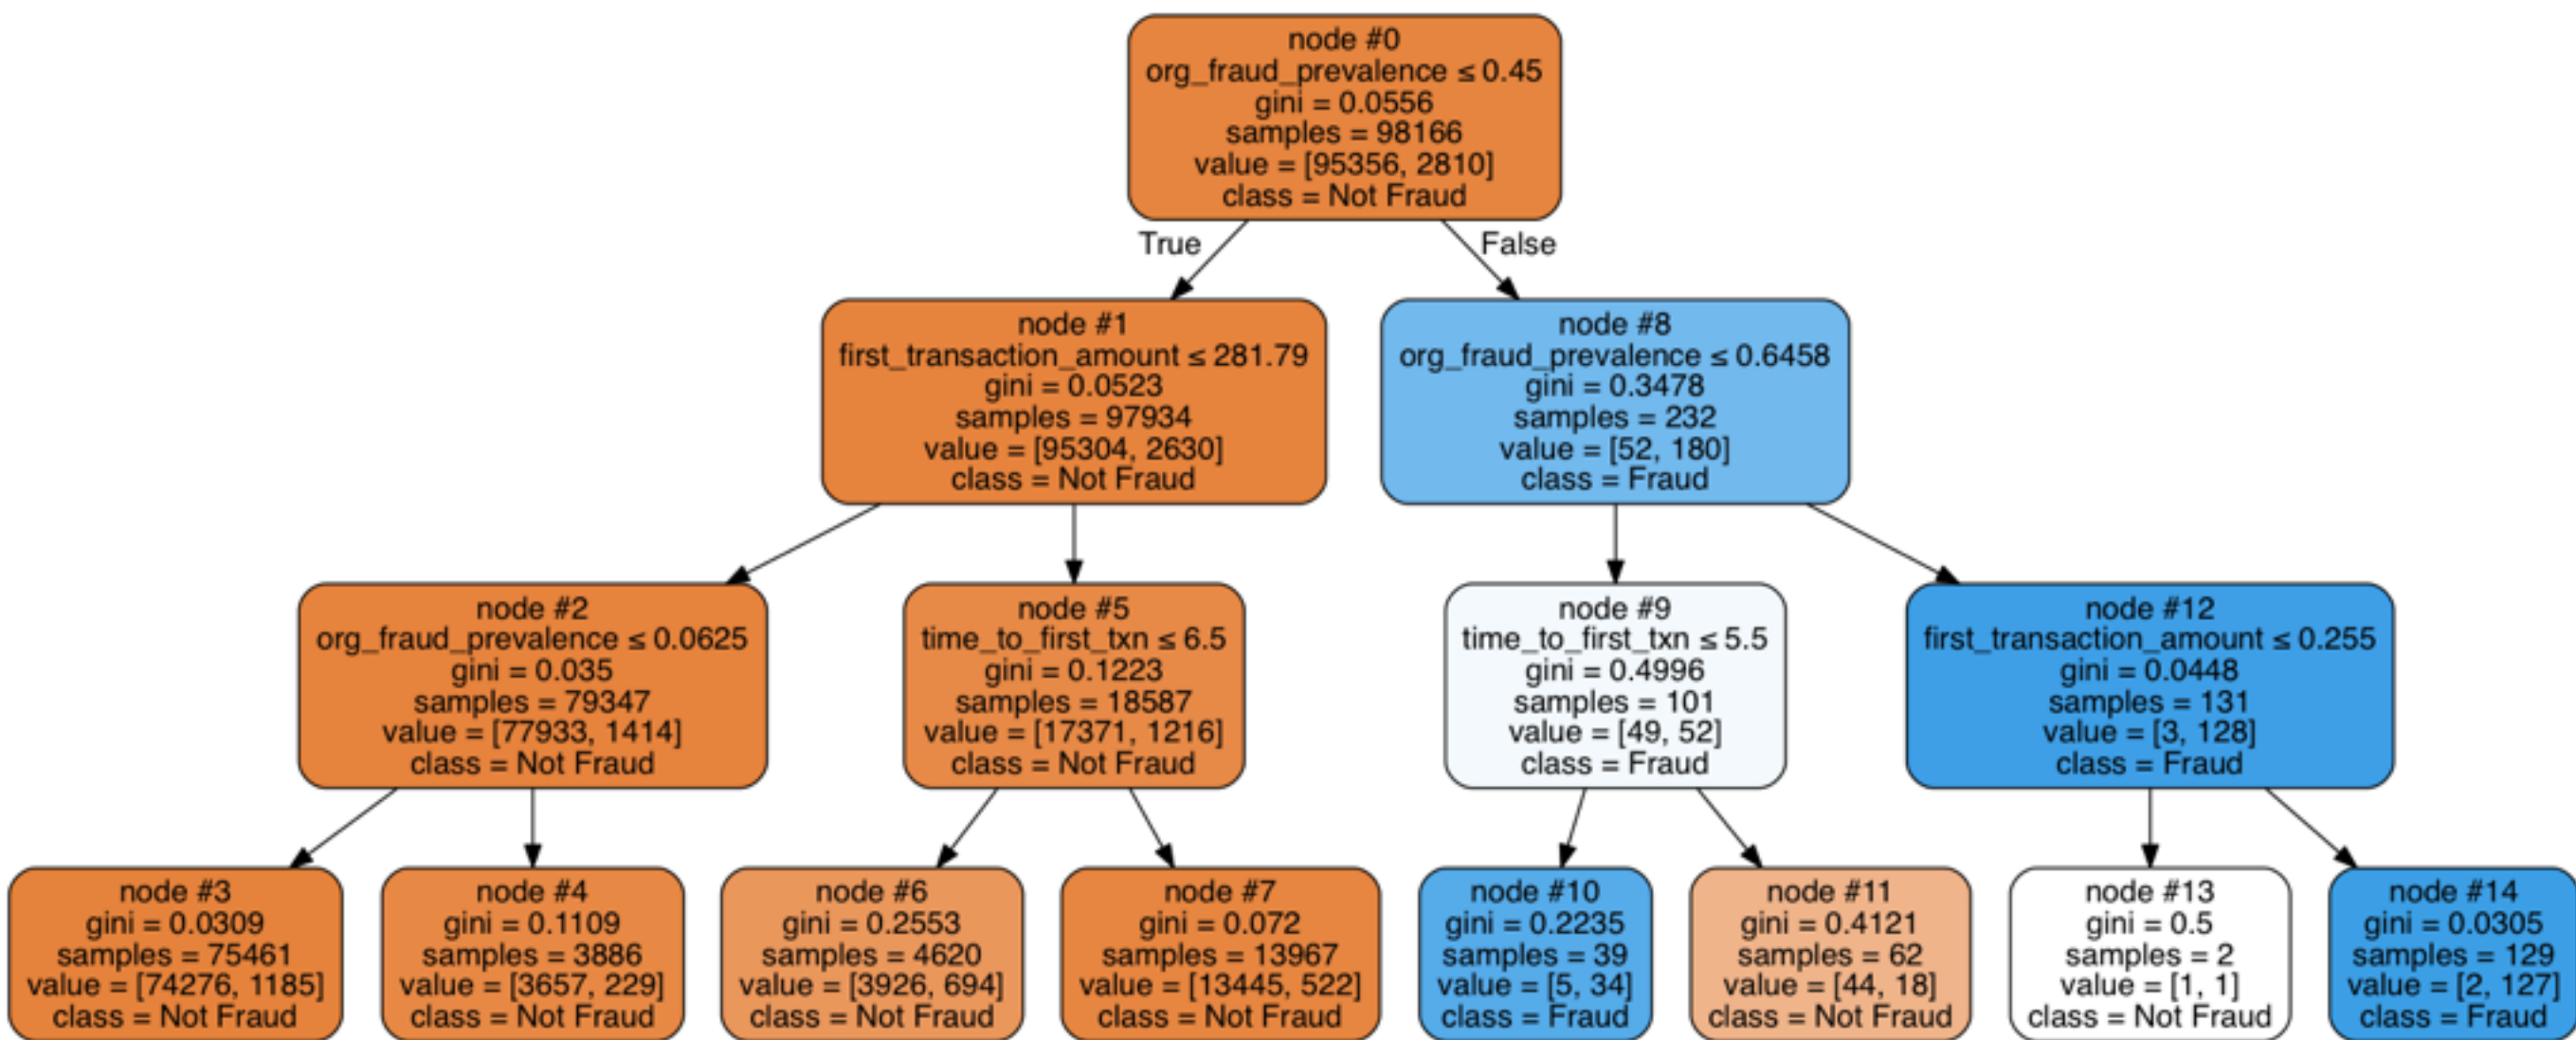 node #0
org_fraud_prevalence ≤ 0.45
gini = 0.0556
samples = 98166
value = [95356, 2810]
class = Not Fraud
True
False
node #1
first_transaction_amount ≤ 281.79
gini = 0.0523
samples = 97934
value = [95304, 2630]
class = Not Fraud
node #8
org_fraud_prevalence ≤ 0.6458
gini = 0.3478
samples = 232
value = [52, 180]
class = Fraud
node #2
org_fraud_prevalence ≤ 0.0625
gini = 0.035
samples = 79347
value = [77933, 1414]
class = Not Fraud
node #5
time_to_first_txn ≤ 6.5
gini = 0.1223
samples = 18587
value = [17371, 1216]
class = Not Fraud
node #9
time_to_first_txn ≤ 5.5
gini = 0.4996
samples = 101
value = [49, 52]
class = Fraud
node #12
first_transaction_amount ≤ 0.255
gini = 0.0448
samples = 131
value = [3, 128]
class = Fraud
node #3
gini = 0.0309
samples = 75461
value = [74276, 1185]
class = Not Fraud
node #4
gini = 0.1109
samples = 3886
value = [3657, 229]
class = Not Fraud
node #6
gini = 0.2553
samples = 4620
value = [3926, 694]
class = Not Fraud
node #7
gini = 0.072
samples = 13967
value = [13445, 522]
class = Not Fraud
node #10
gini = 0.2235
samples = 39
value = [5, 34]
class = Fraud
node #11
gini = 0.4121
samples = 62
value = [44, 18]
class = Not Fraud
node #13
gini = 0.5
samples = 2
value = [1, 1]
class = Not Fraud
node #14
gini = 0.0305
samples = 129
value = [2, 127]
class = Fraud